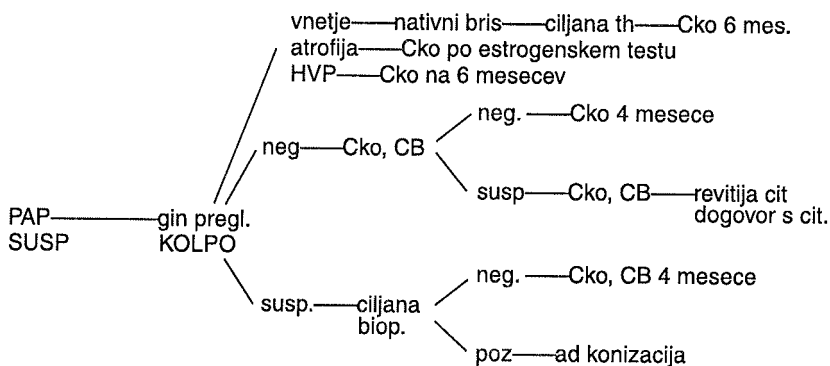 vnetje nativni bris ciljana th Cko 6 mes.
atrofija Cko po estrogenskem testu
HVP Cko na 6 mesecev
neg. Cko 4 mesece
neg Cko, CB
susp Cko, CB revitija cit
dogovor s cit.
PAP gin pregl.
SUSP KOLPO
neg. Cko, CB 4 mesece
susp. ciljana
biop.
poz ad konizacija